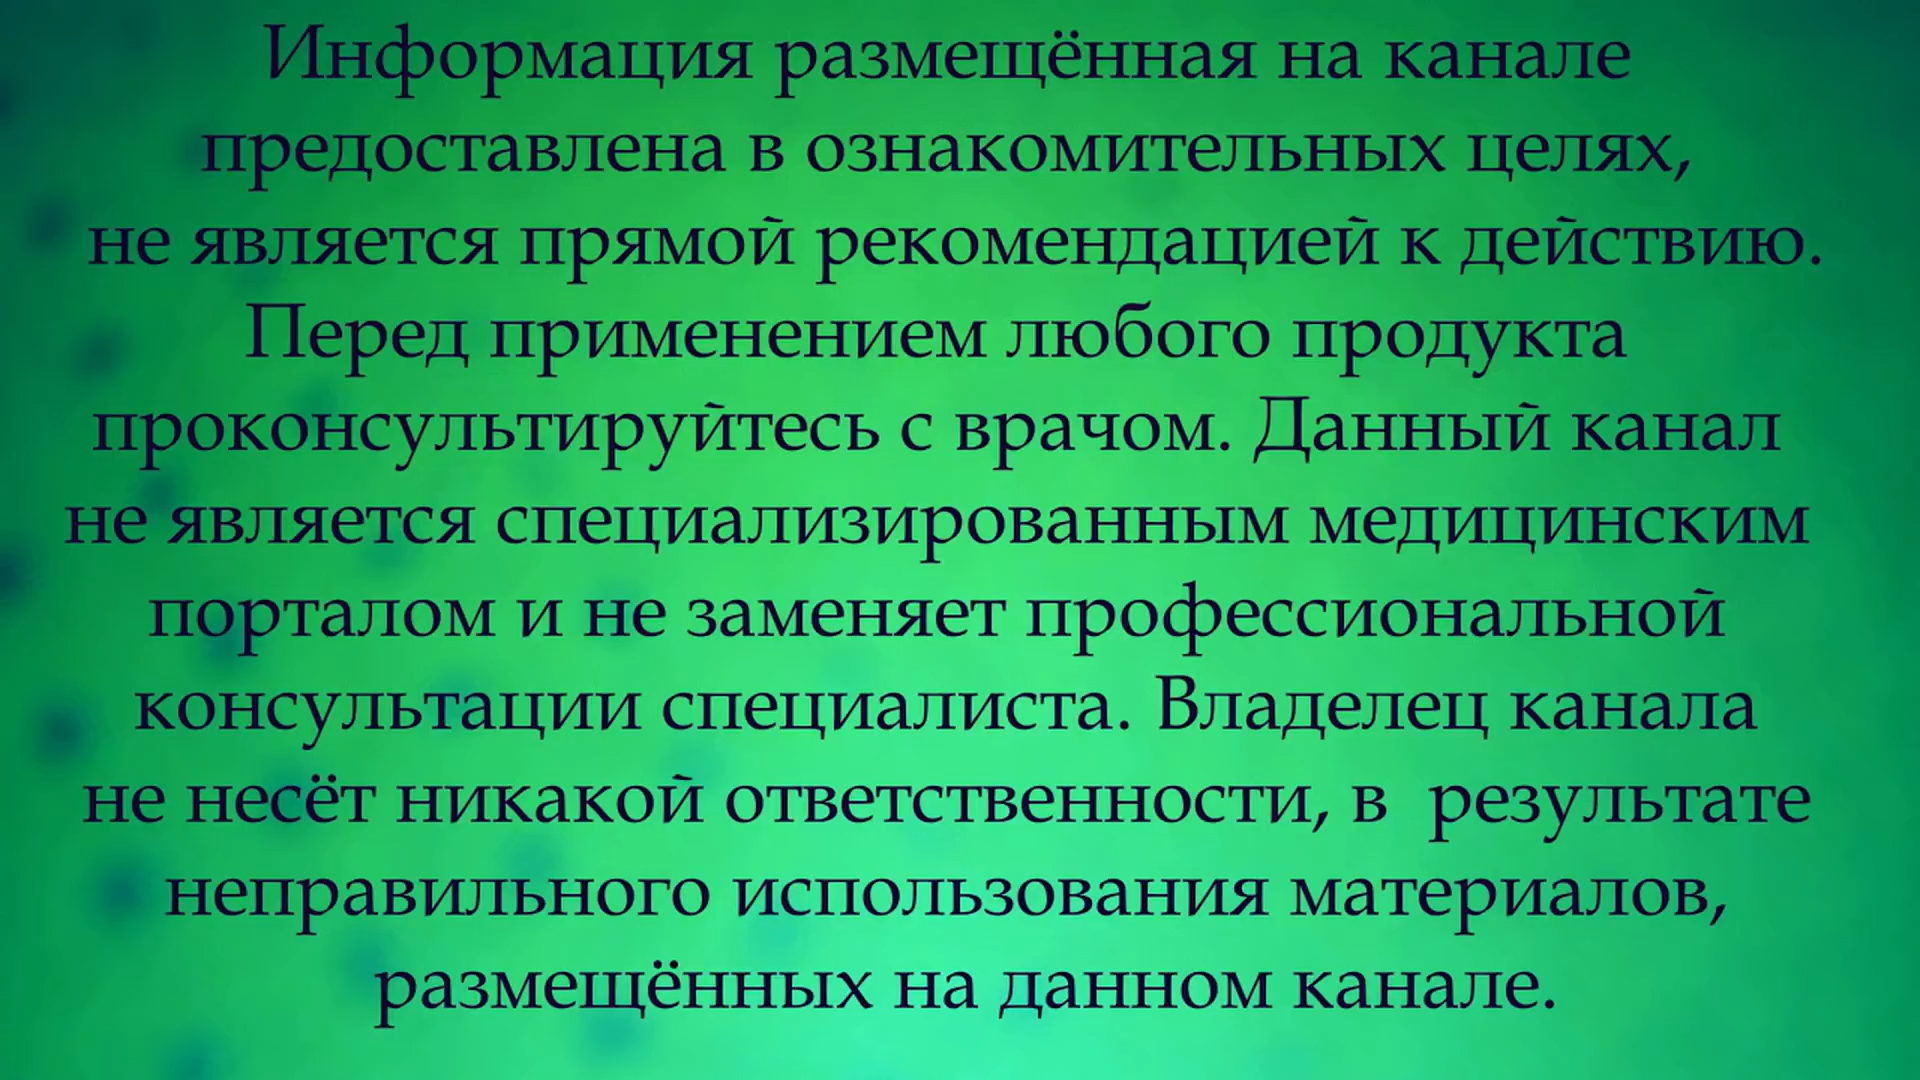 Информация размещённая на канале
предоставлена в ознакомительных целях,
не является прямой рекомендацией к действию.
Перед применением любого продукта
проконсультируйтесь с врачом. Данный канал
не является специализированным медицинским
порталом и не заменяет профессиональной
консультации специалиста. Владелец канала
не несёт никакой ответственности, в  результате
неправильного использования материалов,
размещённых на данном канале.